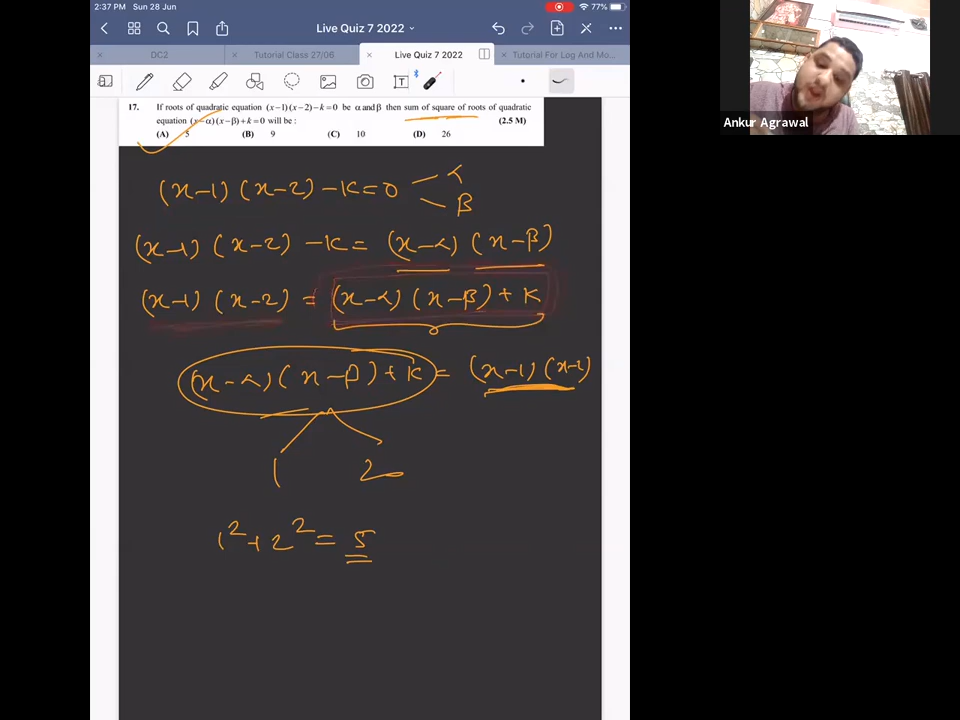 2:37 PM Sun 28 Jun
77%
Live Quiz 7 2022
DC2
Tutorial Class 27/06
Live Quiz 7 2022
Tutorial For Log And Mo...
17. If roots of quadratic equation (x−1)(x−2)−k=0 be α and β then sum of square of roots of quadratic
equation (x−α)(x−β)+k=0 will be : (2.5 M)
(A) 5 (B) 9 (C) 10 (D) 26
(x−1)(x−2)−k=0 α
β
(x−1)(x−2)−k=(x−α)(x−β)
(x−1)(x−2)=(x−α)(x−β)+k
(x−α)(x−β)+k=(x−1)(x-2)
1 2
1²+2²=5
Ankur Agrawal